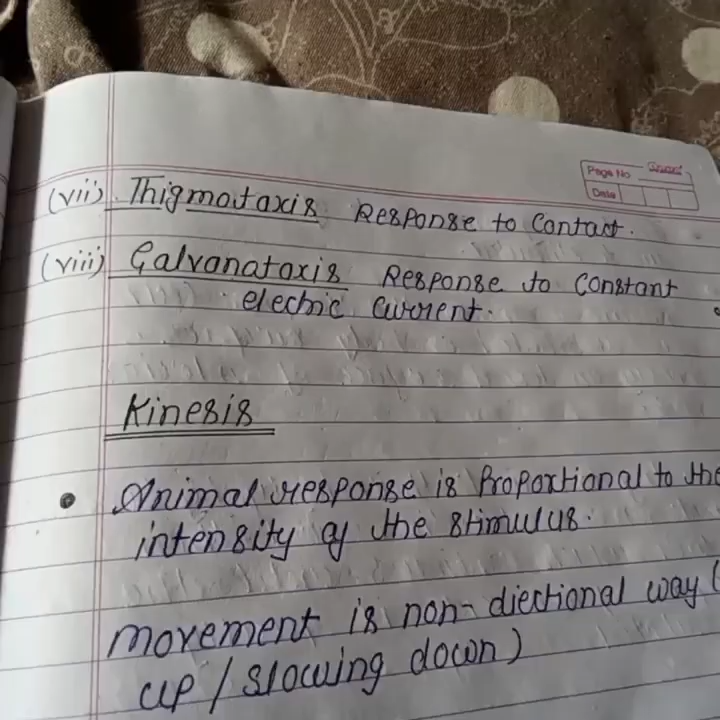 Page No
Date
(vii) Thigmotaxis Response to Contact.
(viii) Galvanotaxis Response to Constant
electric current.
Kinesis
• Animal response is Proportional to the
intensity of the stimulus.
movement is non-diectional way (
up / slowing down)